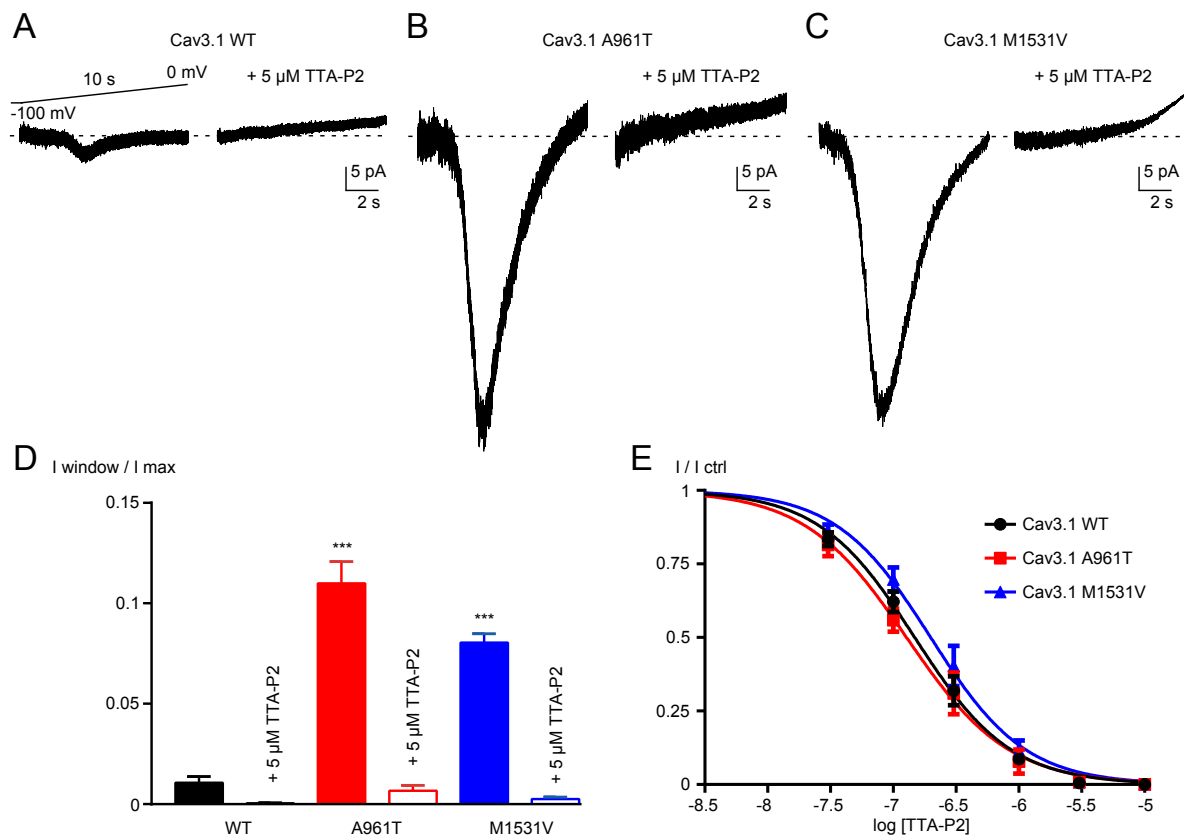 A
Cav3.1 WT
10 s
0 mV
-100 mV
+ 5 µM TTA-P2
5 pA
2 s
B
Cav3.1 A961T
+ 5 µM TTA-P2
5 pA
2 s
C
Cav3.1 M1531V
+ 5 µM TTA-P2
5 pA
2 s
D
I window / I max
0.15
0.1
0.05
0
+ 5 µM TTA-P2
***
+ 5 µM TTA-P2
***
+ 5 µM TTA-P2
WT
A961T
M1531V
E
I / I ctrl
1
0.75
0.5
0.25
0
Cav3.1 WT
Cav3.1 A961T
Cav3.1 M1531V
-8.5 -8 -7.5 -7 -6.5 -6 -5.5 -5
log [TTA-P2]